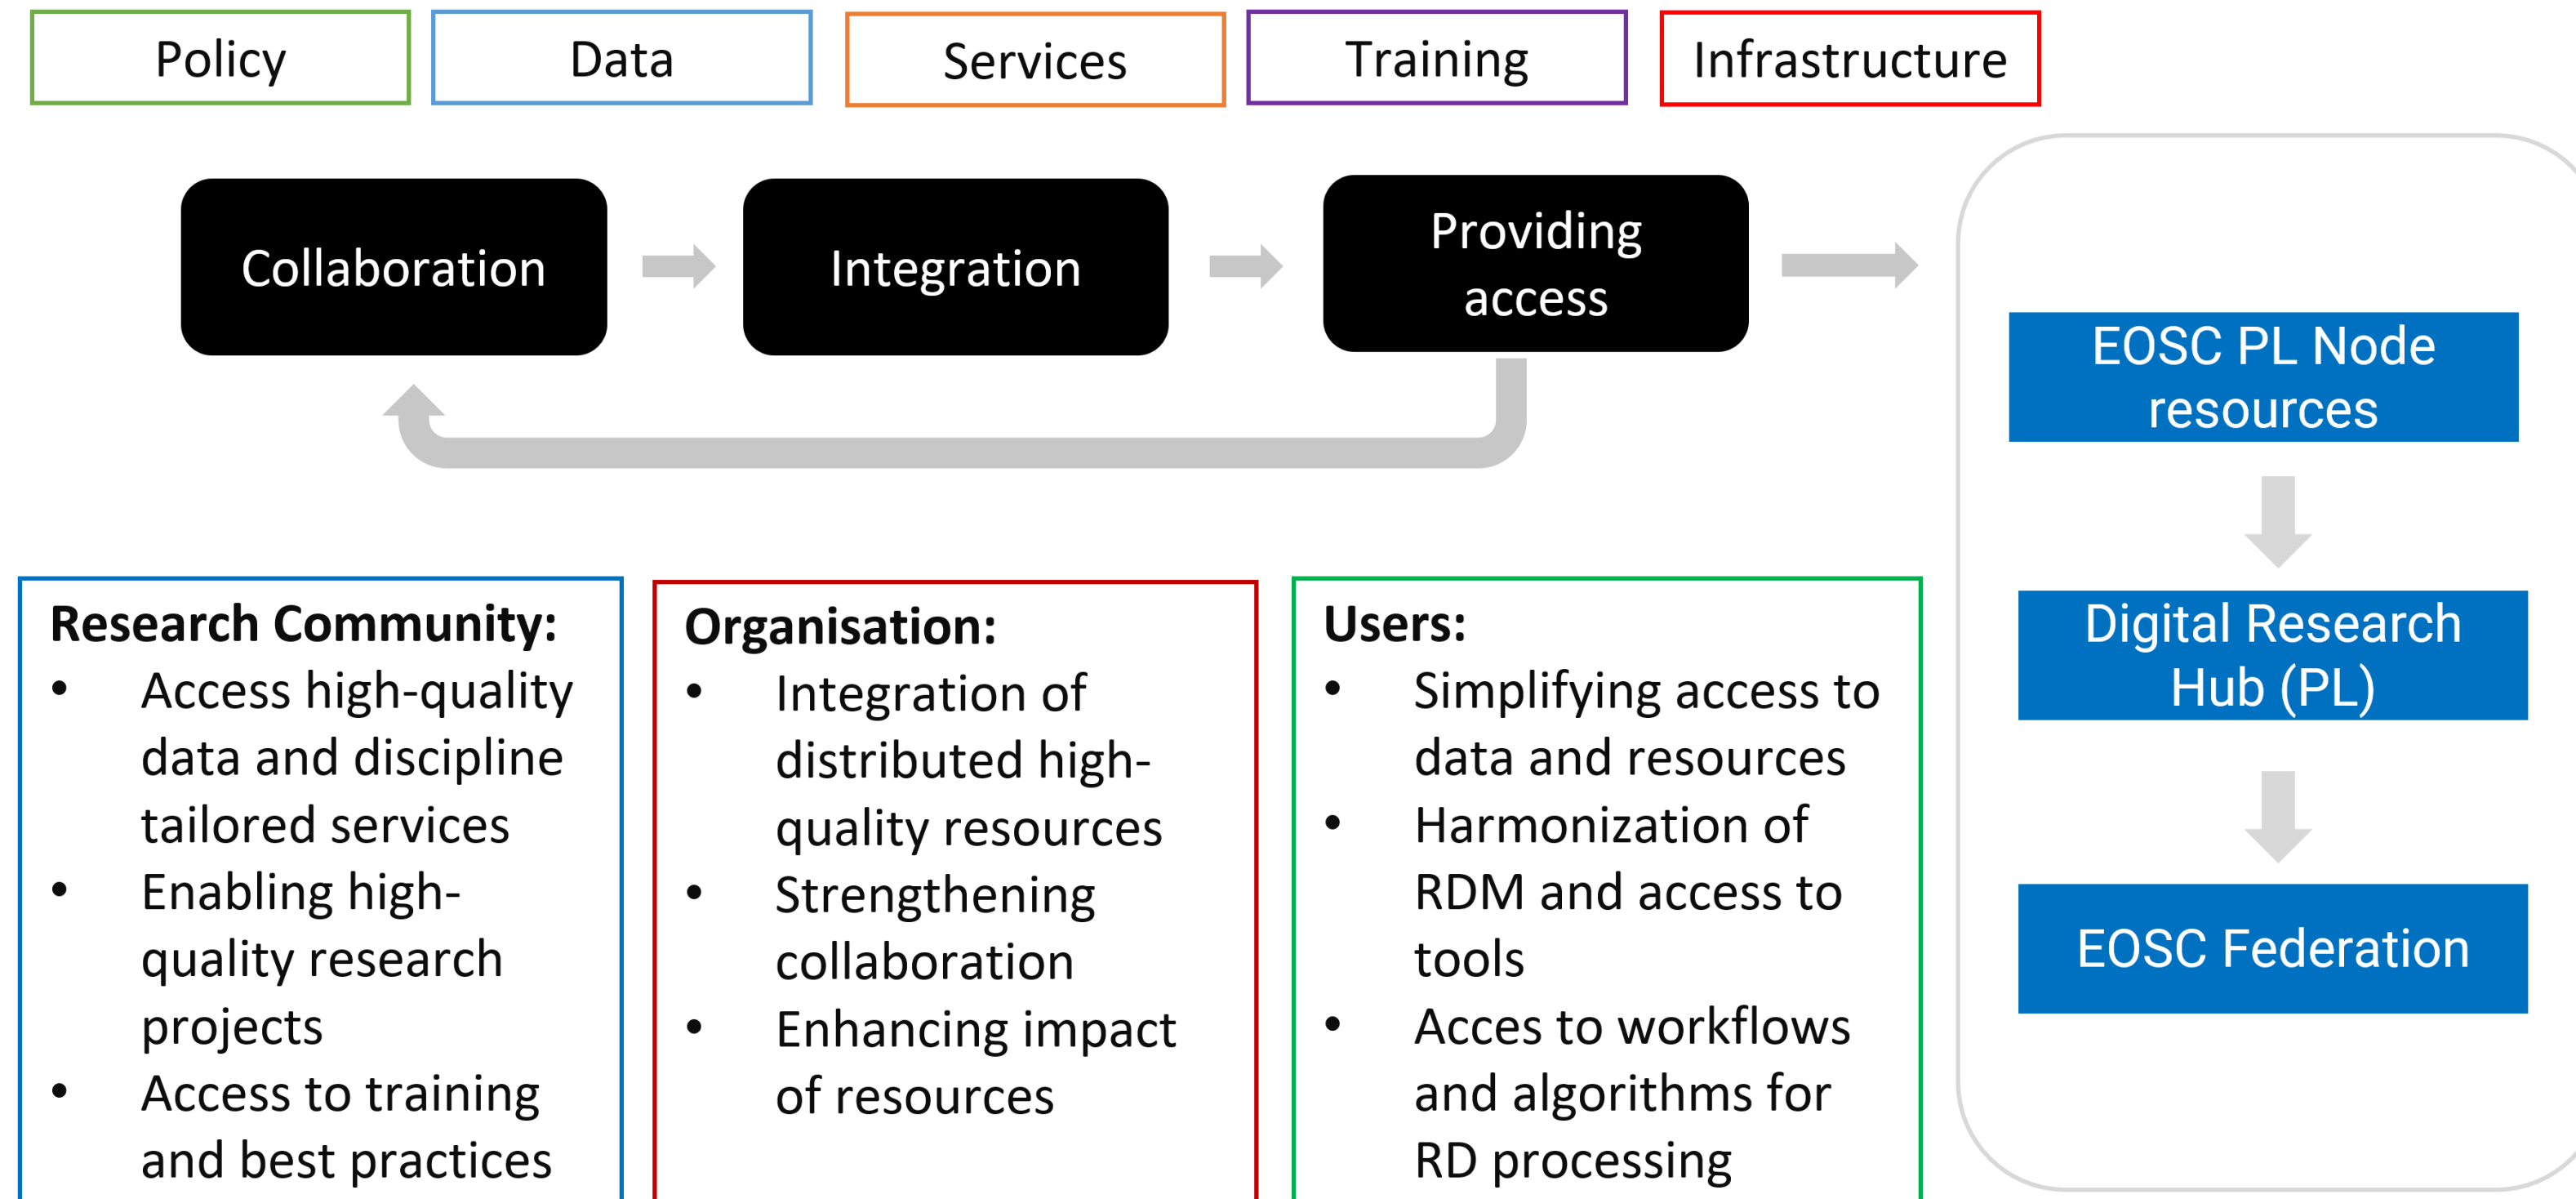 Policy
Data
Services
Training
Infrastructure
Collaboration
Integration
Providing
access
EOSC PL Node
resources
Digital Research
Hub (PL)
EOSC Federation
Research Community:
• Access high-quality
data and discipline
tailored services
• Enabling high-
quality research
projects
• Access to training
and best practices
Organisation:
• Integration of
distributed high-
quality resources
• Strengthening
collaboration
• Enhancing impact
of resources
Users:
• Simplifying access to
data and resources
• Harmonization of
RDM and access to
tools
• Acces to workflows
and algorithms for
RD processing